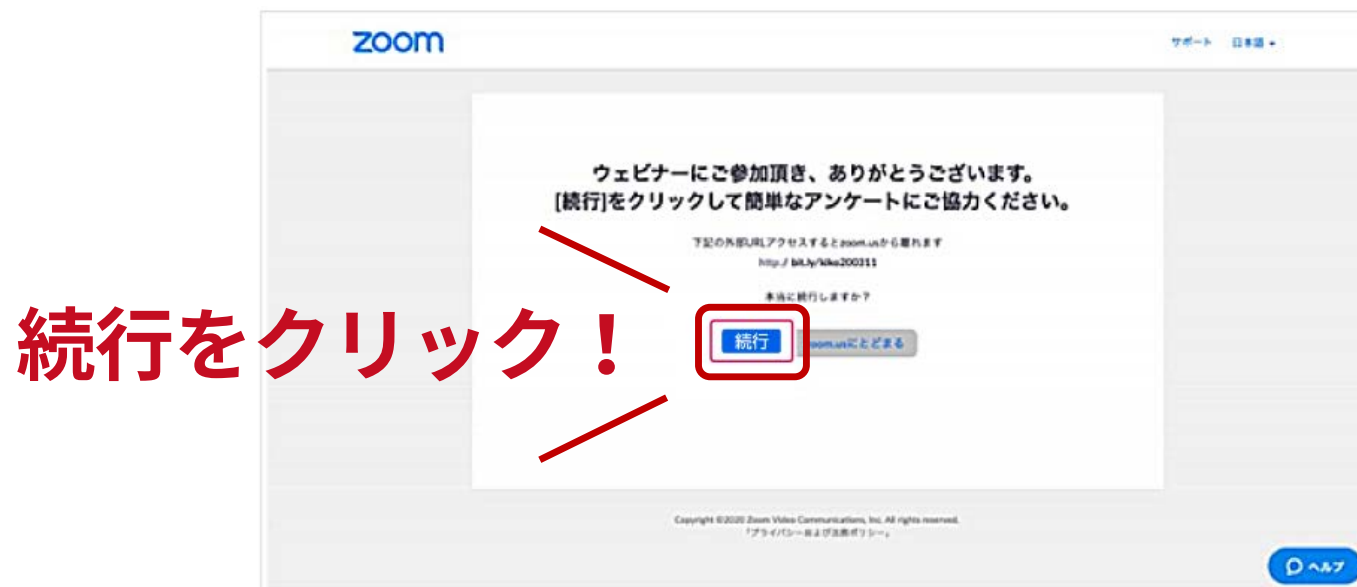 zoom
サポート 日本語
ウェビナーにご参加頂き、ありがとうございます。
[続行]をクリックして簡単なアンケートにご協力ください。
下記の外部URLアクセスするとzoom.usから離れます
http:/ bit.ly/kiko200311
本当に続行しますか？
続行をクリック！
続行
oom.usにとどまる
Copyright ©2020 Zoom Video Communications, Inc. All rights reserved.
「プライバシーおよび法務ポリシー」
ヘルプ